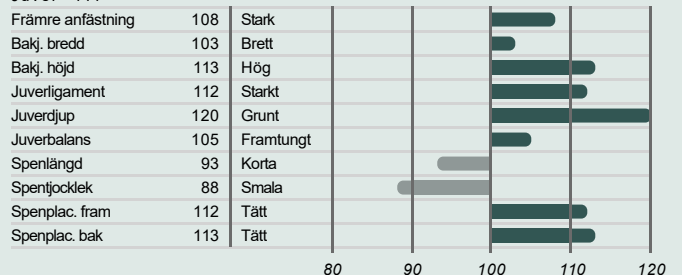 Främre anfästning 108 Stark
Bakj. bredd 103 Brett
Bakj. höjd 113 Hög
Juverligament 112 Starkt
Juverdjup 120 Grunt
Juverbalans 105 Framtungt
Spenlängd 93 Korta
Spentjocklek 88 Smala
Spenplac. fram 112 Tätt
Spenplac. bak 113 Tätt
80 90 100 110 120